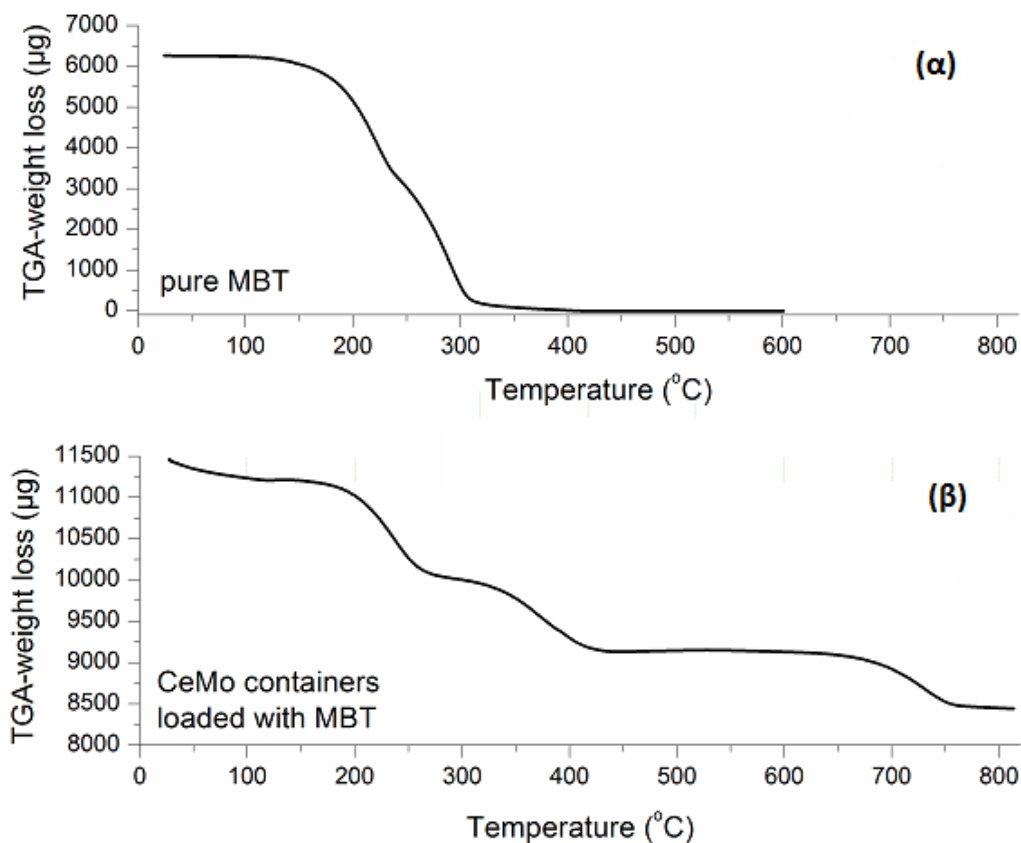 TGA-weight loss (µg)
7000
6000
5000
4000
3000
2000
1000
0
(α)
pure MBT
0 100 200 300 400 500 600 700 800
Temperature (°C)
TGA-weight loss (µg)
11500
11000
10500
10000
9500
9000
8500
8000
(β)
CeMo containers
loaded with MBT
0 100 200 300 400 500 600 700 800
Temperature (°C)